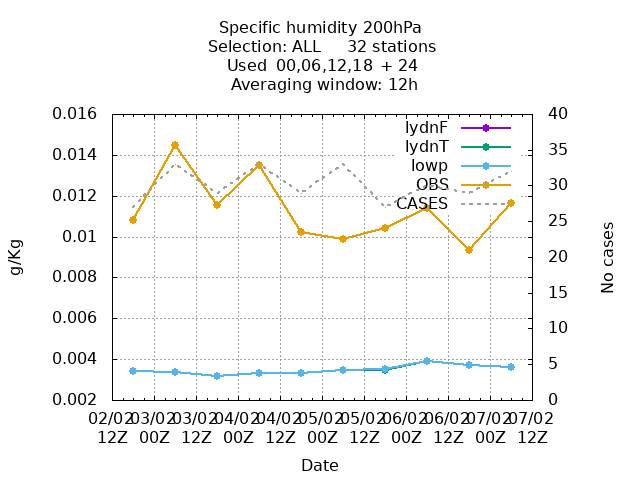 Specific humidity 200hPa
Selection: ALL 32 stations
Used 00,06,12,18 + 24
Averaging window: 12h
0.016
0.014
0.012
0.01
0.008
0.006
0.004
0.002
g/Kg
40
35
30
25
20
15
10
5
0
No cases
lydnF
lydnT
lowp
OBS
CASES
02/02 03/02 03/02 04/02 04/02 05/02 05/02 06/02 06/02 07/02 07/02
12Z 00Z 12Z 00Z 12Z 00Z 12Z 00Z 12Z 00Z 12Z
Date